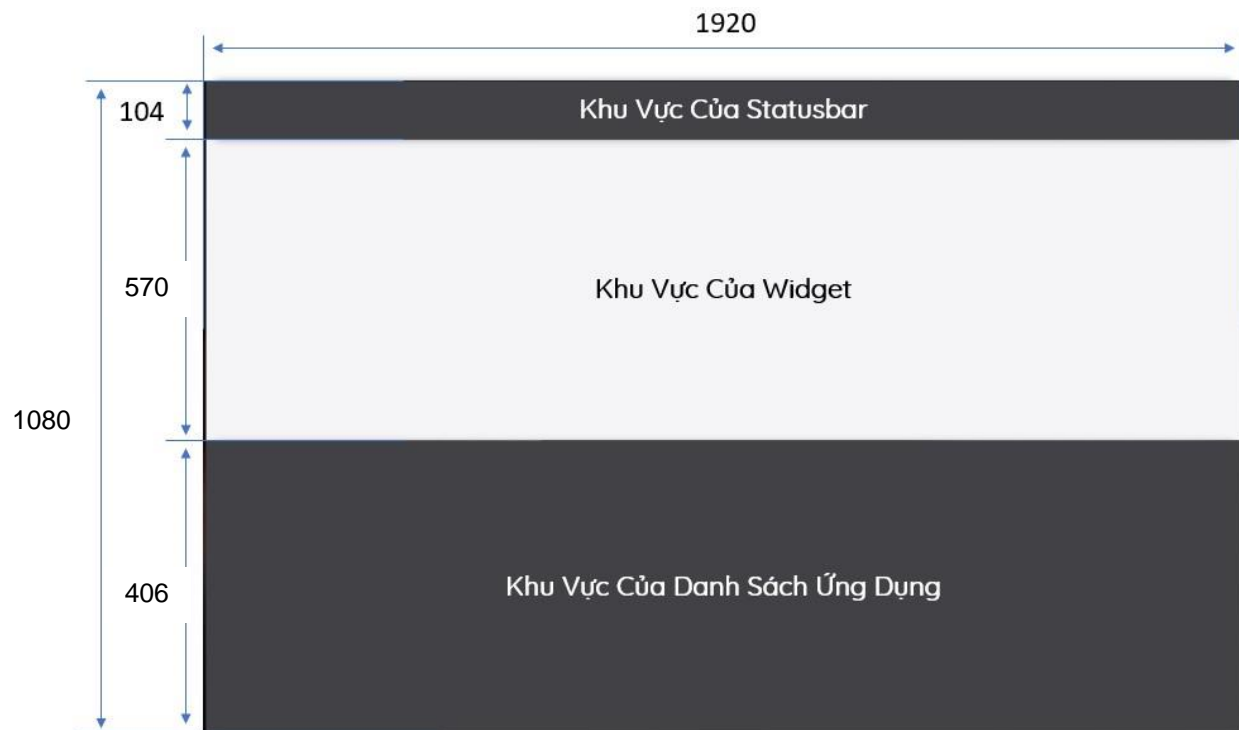 1920
104
Khu Vực Của Statusbar
570
Khu Vực Của Widget
1080
406
Khu Vực Của Danh Sách Ứng Dụng